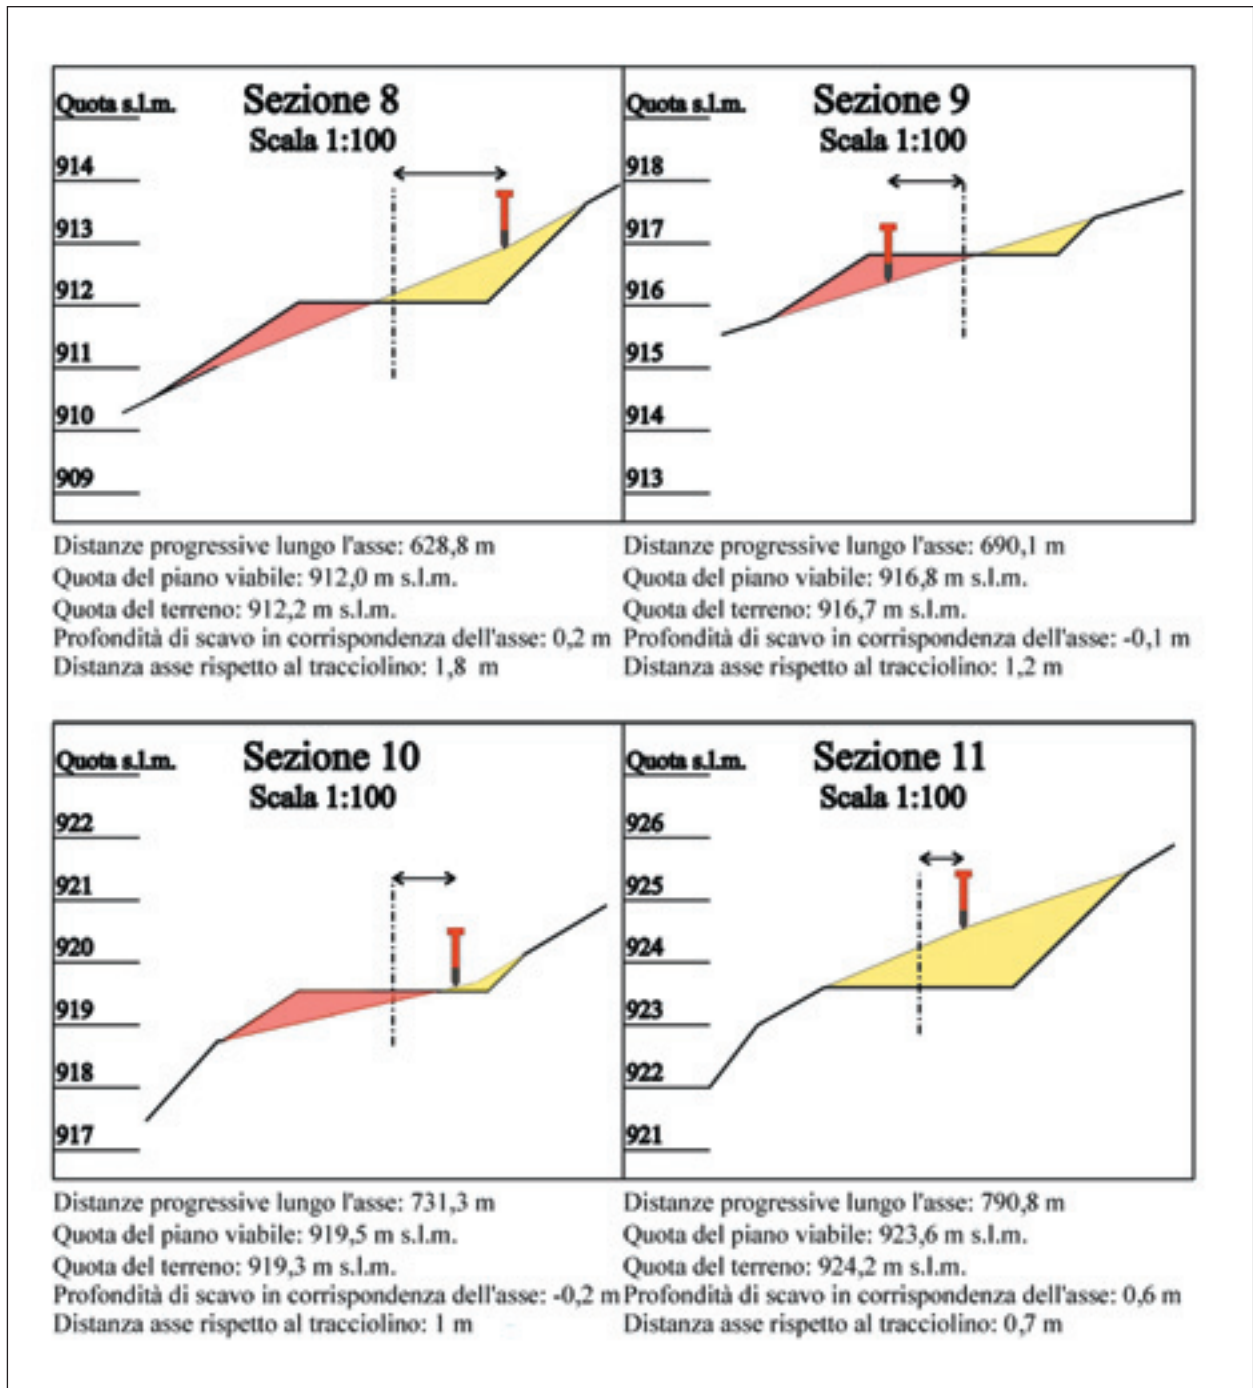 Quota s.l.m.
Sezione 8
Scala 1:100
914
913
912
911
910
909
Quota s.l.m.
Sezione 9
Scala 1:100
918
917
916
915
914
913
Distanze progressive lungo l'asse: 628,8 m
Quota del piano viabile: 912,0 m s.l.m.
Quota del terreno: 912,2 m s.l.m.
Profondità di scavo in corrispondenza dell'asse: 0,2 m
Distanza asse rispetto al tracciolino: 1,8 m
Distanze progressive lungo l'asse: 690,1 m
Quota del piano viabile: 916,8 m s.l.m.
Quota del terreno: 916,7 m s.l.m.
Profondità di scavo in corrispondenza dell'asse: -0,1 m
Distanza asse rispetto al tracciolino: 1,2 m
Quota s.l.m.
Sezione 10
Scala 1:100
922
921
920
919
918
917
Quota s.l.m.
Sezione 11
Scala 1:100
926
925
924
923
922
921
Distanze progressive lungo l'asse: 731,3 m
Quota del piano viabile: 919,5 m s.l.m.
Quota del terreno: 919,3 m s.l.m.
Profondità di scavo in corrispondenza dell'asse: -0,2 m
Distanza asse rispetto al tracciolino: 1 m
Distanze progressive lungo l'asse: 790,8 m
Quota del piano viabile: 923,6 m s.l.m.
Quota del terreno: 924,2 m s.l.m.
Profondità di scavo in corrispondenza dell'asse: 0,6 m
Distanza asse rispetto al tracciolino: 0,7 m